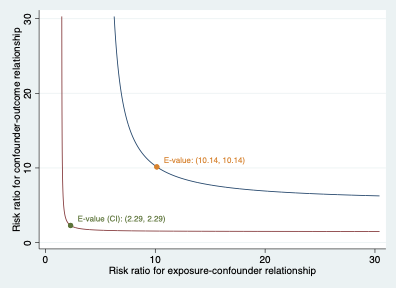 Risk ratio for confounder-outcome relationship
30
20
10
0
E-value: (10.14, 10.14)
E-value (CI): (2.29, 2.29)
0 10 20 30
Risk ratio for exposure-confounder relationship